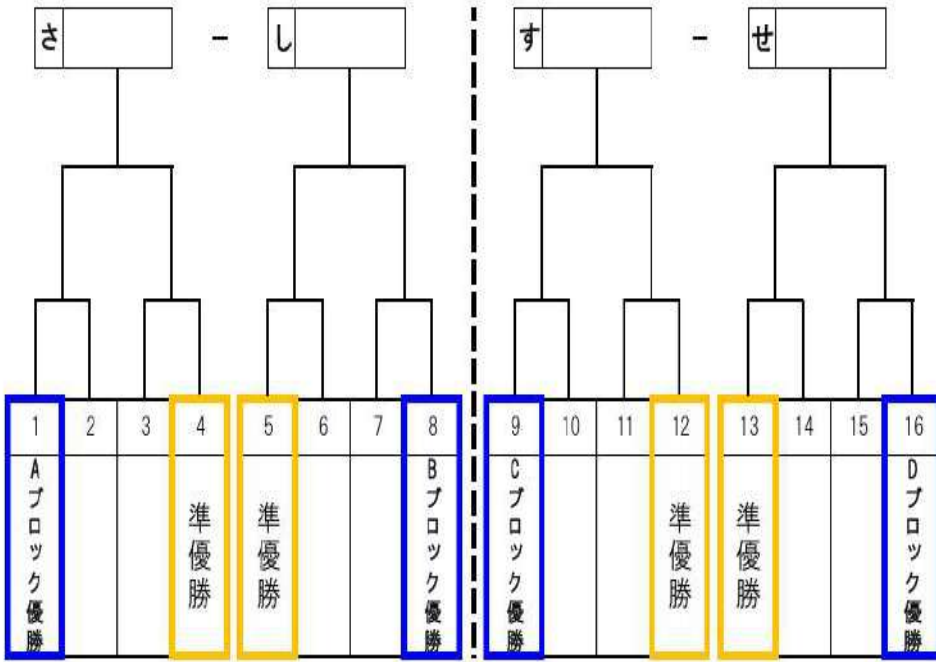 さ - し す - せ
1 2 3 4 5 6 7 8 9 10 11 12 13 14 15 16
Aブロック優勝
準優勝
準優勝
Bブロック優勝
Cブロック優勝
準優勝
準優勝
Dブロック優勝